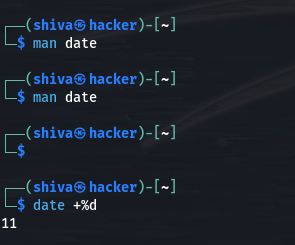 ┌──(shiva㉿hacker)-[~]
└─$ man date
┌──(shiva㉿hacker)-[~]
└─$ man date
┌──(shiva㉿hacker)-[~]
└─$
┌──(shiva㉿hacker)-[~]
└─$ date +%d
11